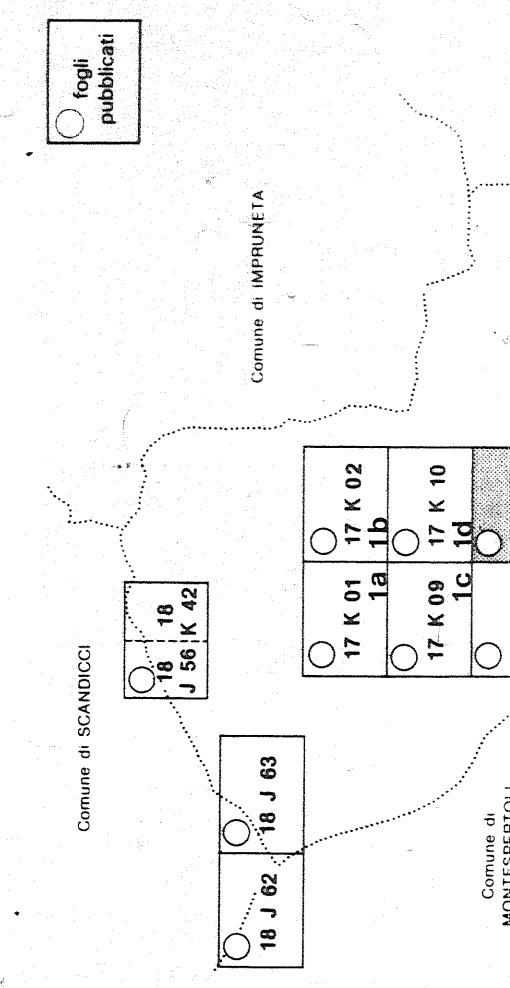 fogli
pubblicati
Comune di IMPRUNETA
Comune di SCANDICCI
18 18
J 56 K 42
18 J 62
18 J 63
17 K 01
1a
17 K 02
1b
17 K 09
1c
17 K 10
1d
Comune di
MONTESPERTOLI